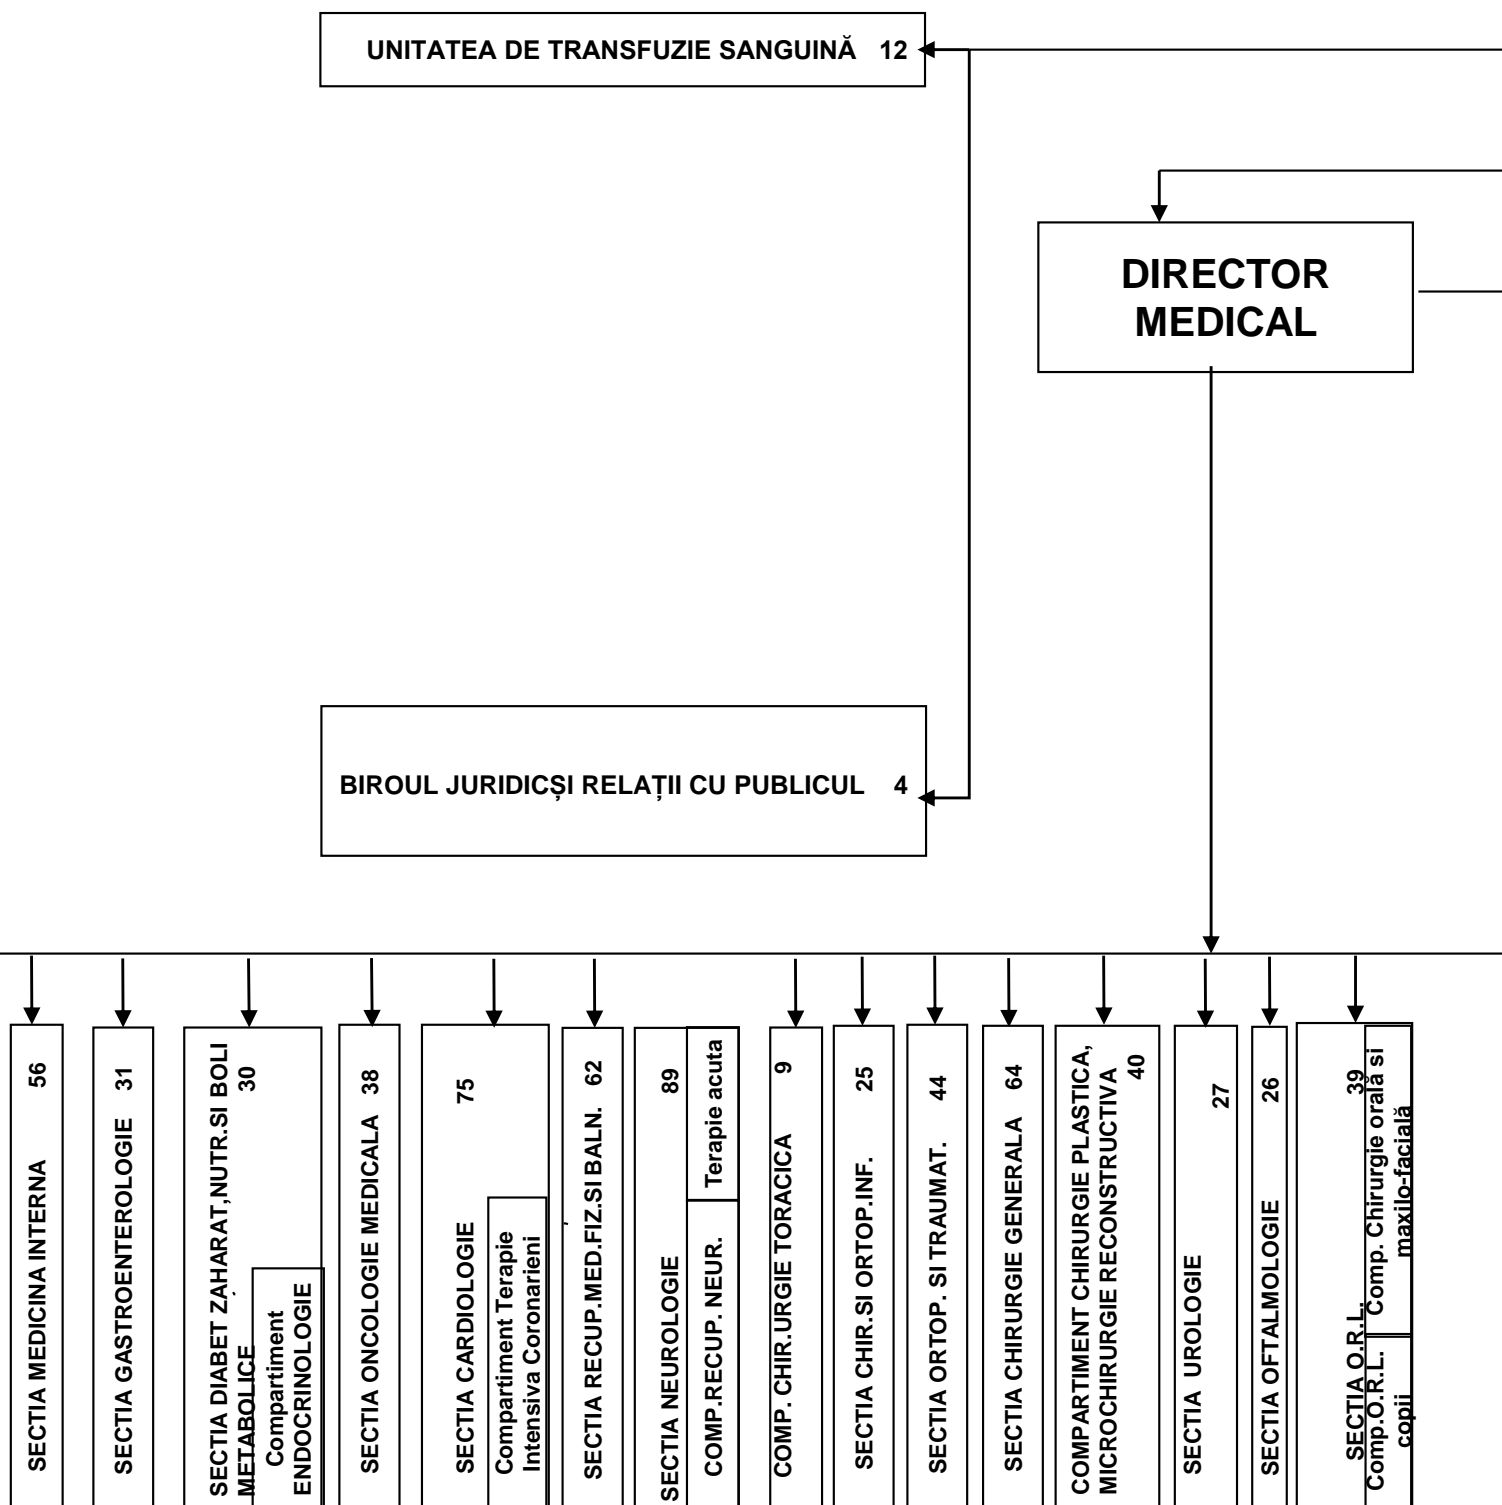 UNITATEA DE TRANSFUZIE SANGUINĂ 12
DIRECTOR
MEDICAL
BIROUL JURIDICȘI RELAȚII CU PUBLICUL 4
SECTIA MEDICINA INTERNA 56
SECTIA GASTROENTEROLOGIE 31
SECTIA DIABET ZAHARAT,NUTR.SI BOLI
METABOLICE 30
Compartiment
ENDOCRINOLOGIE
SECTIA ONCOLOGIE MEDICALA 38
SECTIA CARDIOLOGIE 75
Compartiment Terapie
Intensiva Coronarieni
SECTIA RECUP.MED.FIZ.SI BALN. 62
SECTIA NEUROLOGIE 89
COMP.RECUP. NEUR.
Terapie acuta
COMP. CHIR.URGIE TORACICA 9
SECTIA CHIR.SI ORTOP.INF. 25
SECTIA ORTOP. SI TRAUMAT. 44
SECTIA CHIRURGIE GENERALA 64
COMPARTIMENT CHIRURGIE PLASTICA,
MICROCHIRURGIE RECONSTRUCTIVA
40
SECTIA UROLOGIE 27
SECTIA OFTALMOLOGIE 26
SECTIA O.R.L. 39
Comp.O.R.L.
copii
Comp. Chirurgie orală si
maxilo-facială